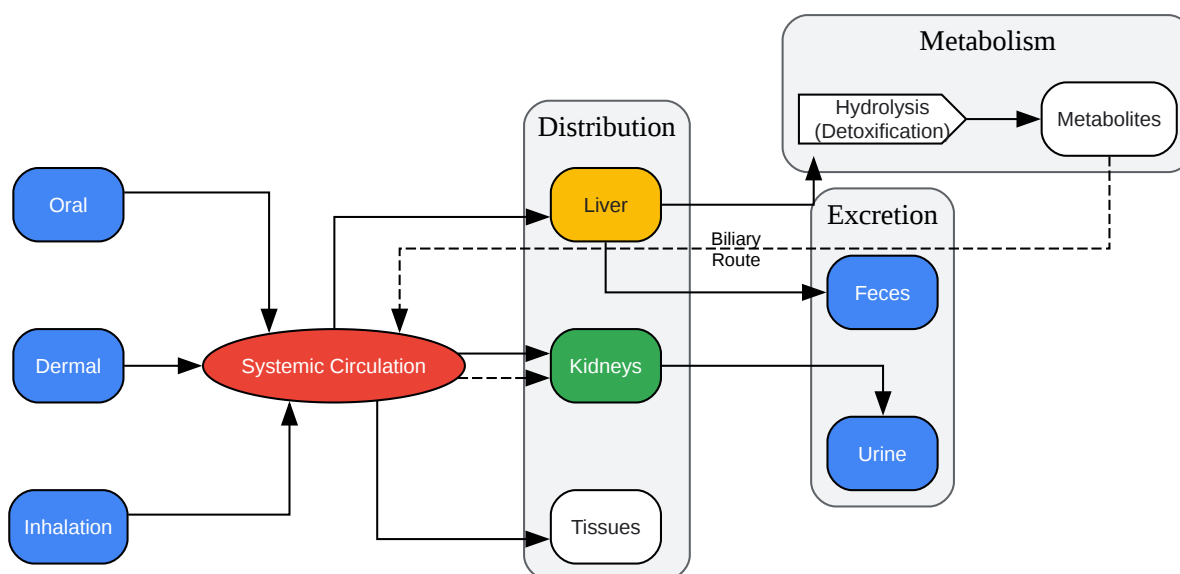 Metabolism
Hydrolysis
(Detoxification)
Metabolites
Distribution
Oral
Liver
Excretion
Biliary
Route
Feces
Dermal
Systemic Circulation
Kidneys
Urine
Inhalation
Tissues